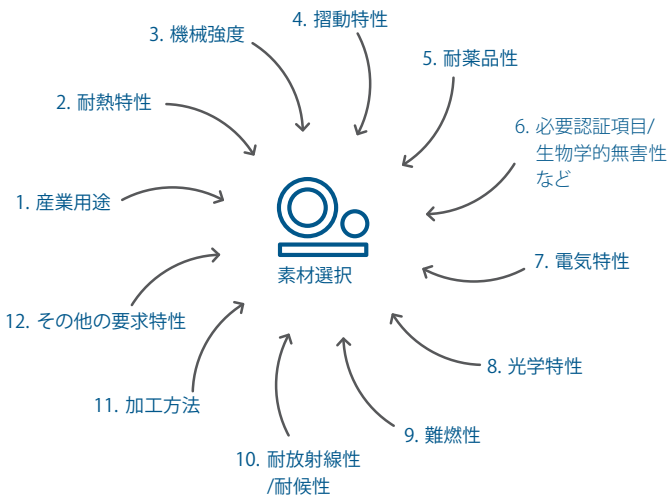 1. 産業用途
2. 耐熱特性
3. 機械強度
4. 摺動特性
5. 耐薬品性
6. 必要認証項目/
生物学的無害性
など
7. 電気特性
8. 光学特性
9. 難燃性
10. 耐放射線性
/耐候性
11. 加工方法
12. その他の要求特性
素材選択